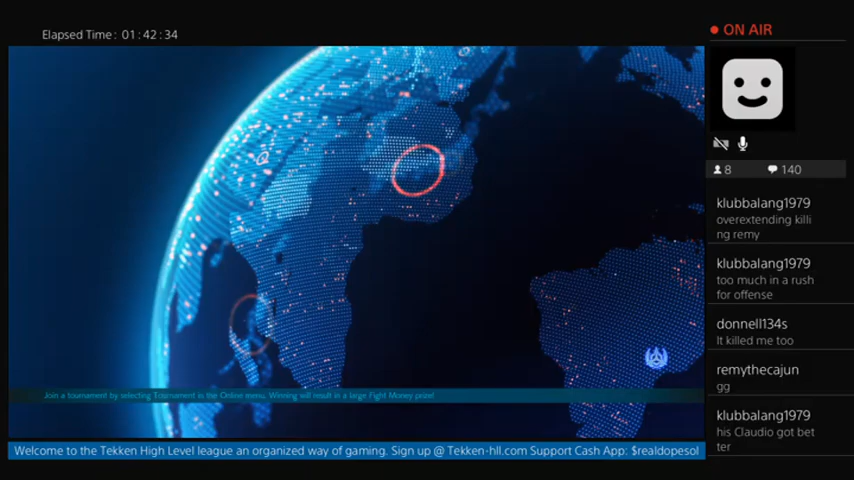 Elapsed Time: 01:42:34
ON AIR
8 140
klubbalang1979
overextending killi
ng remy
klubbalang1979
too much in a rush
for offense
donnell134s
It killed me too
remythecajun
gg
klubbalang1979
his Claudio got bet
ter
Join a tournament by selecting Tournament in the Online menu. Winning will result in a large Fight Money prize!
Welcome to the Tekken High Level league an organized way of gaming. Sign up @ Tekken-hll.com Support Cash App: $realdopesol